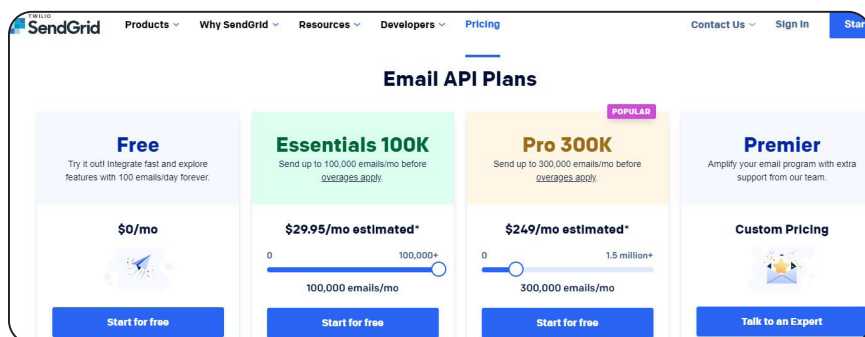 TWILIO
SendGrid
Products
Why SendGrid
Resources
Developers
Pricing
Contact Us
Sign In
Star
Email API Plans
Free
Try it out! Integrate fast and explore
features with 100 emails/day forever.
$0/mo
Start for free
Essentials 100K
Send up to 100,000 emails/mo before
overages apply.
$29.95/mo estimated*
0 100,000+
100,000 emails/mo
Start for free
POPULAR
Pro 300K
Send up to 300,000 emails/mo before
overages apply.
$249/mo estimated*
0 1.5 million+
300,000 emails/mo
Start for free
Premier
Amplify your email program with extra
support from our team.
Custom Pricing
Talk to an Expert